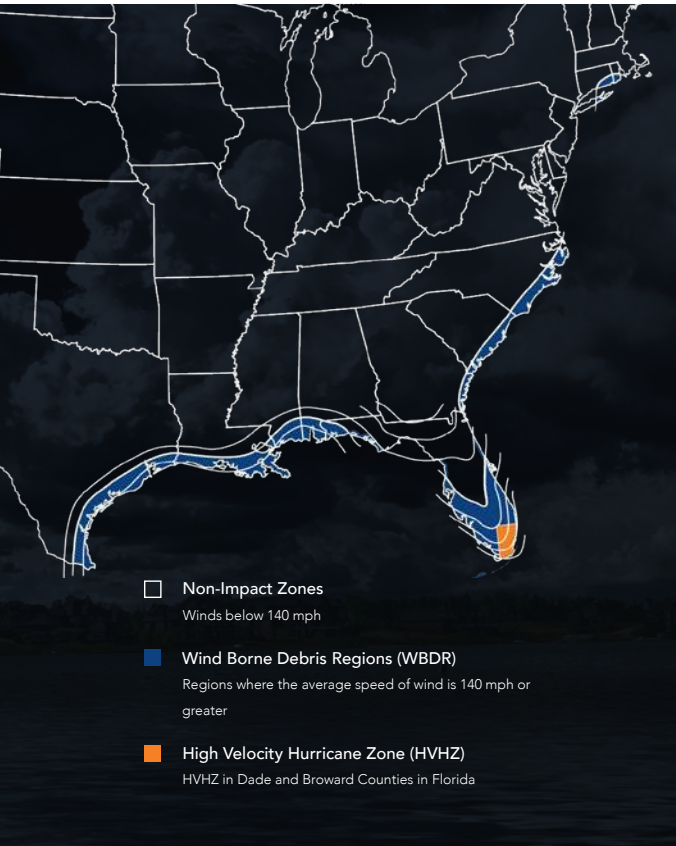 Non-Impact Zones
Winds below 140 mph
Wind Borne Debris Regions (WBDR)
Regions where the average speed of wind is 140 mph or
greater
High Velocity Hurricane Zone (HVHZ)
HVHZ in Dade and Broward Counties in Florida